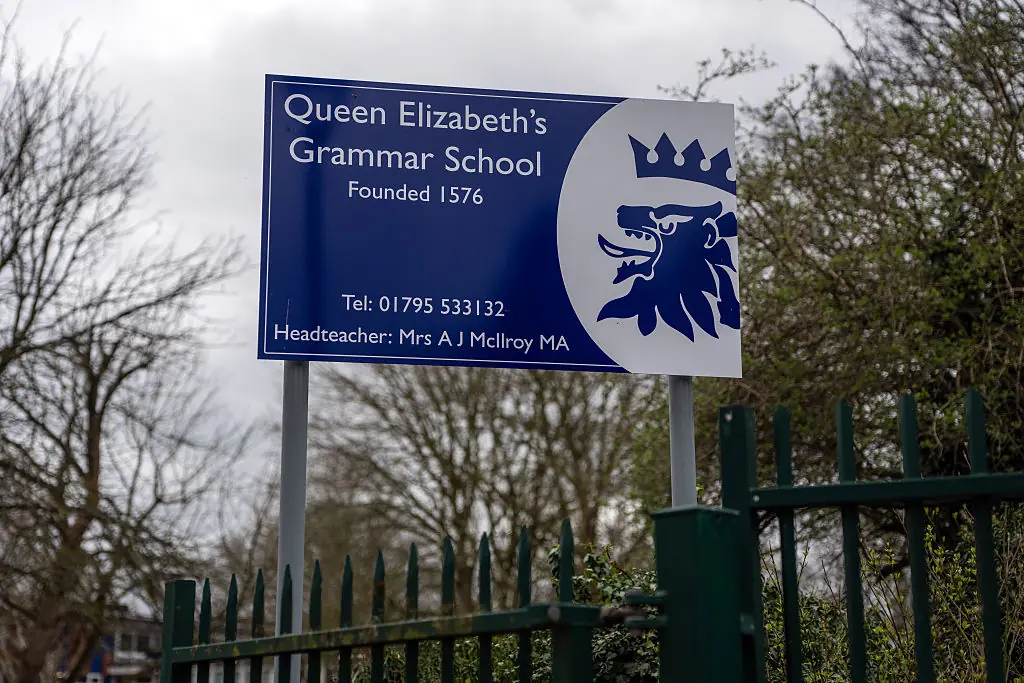 Queen Elizabeth's
Grammar School
Founded 1576
Tel: 01795 533132
Headteacher: Mrs A J McIlroy MA